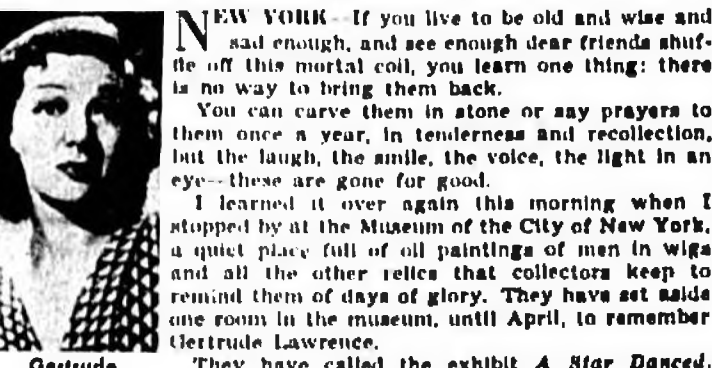 NEW YORK--If you live to be old and wise and
sad enough, and see enough dear friends shuf-
fle off this mortal coil, you learn one thing: there
is no way to bring them back.
You can carve them in stone or say prayers to
them once a year, in tenderness and recollection,
but the laugh, the smile, the voice, the light in an
eye--these are gone for good.
I learned it over again this morning when I
stopped by at the Museum of the City of New York,
a quiet place full of oil paintings of men in wigs
and all the other relics that collectors keep to
remind them of days of glory. They have set aside
one room in the museum, until April, to remember
Gertrude Lawrence.
They have called the exhibit A Star Danced,
Gertrude